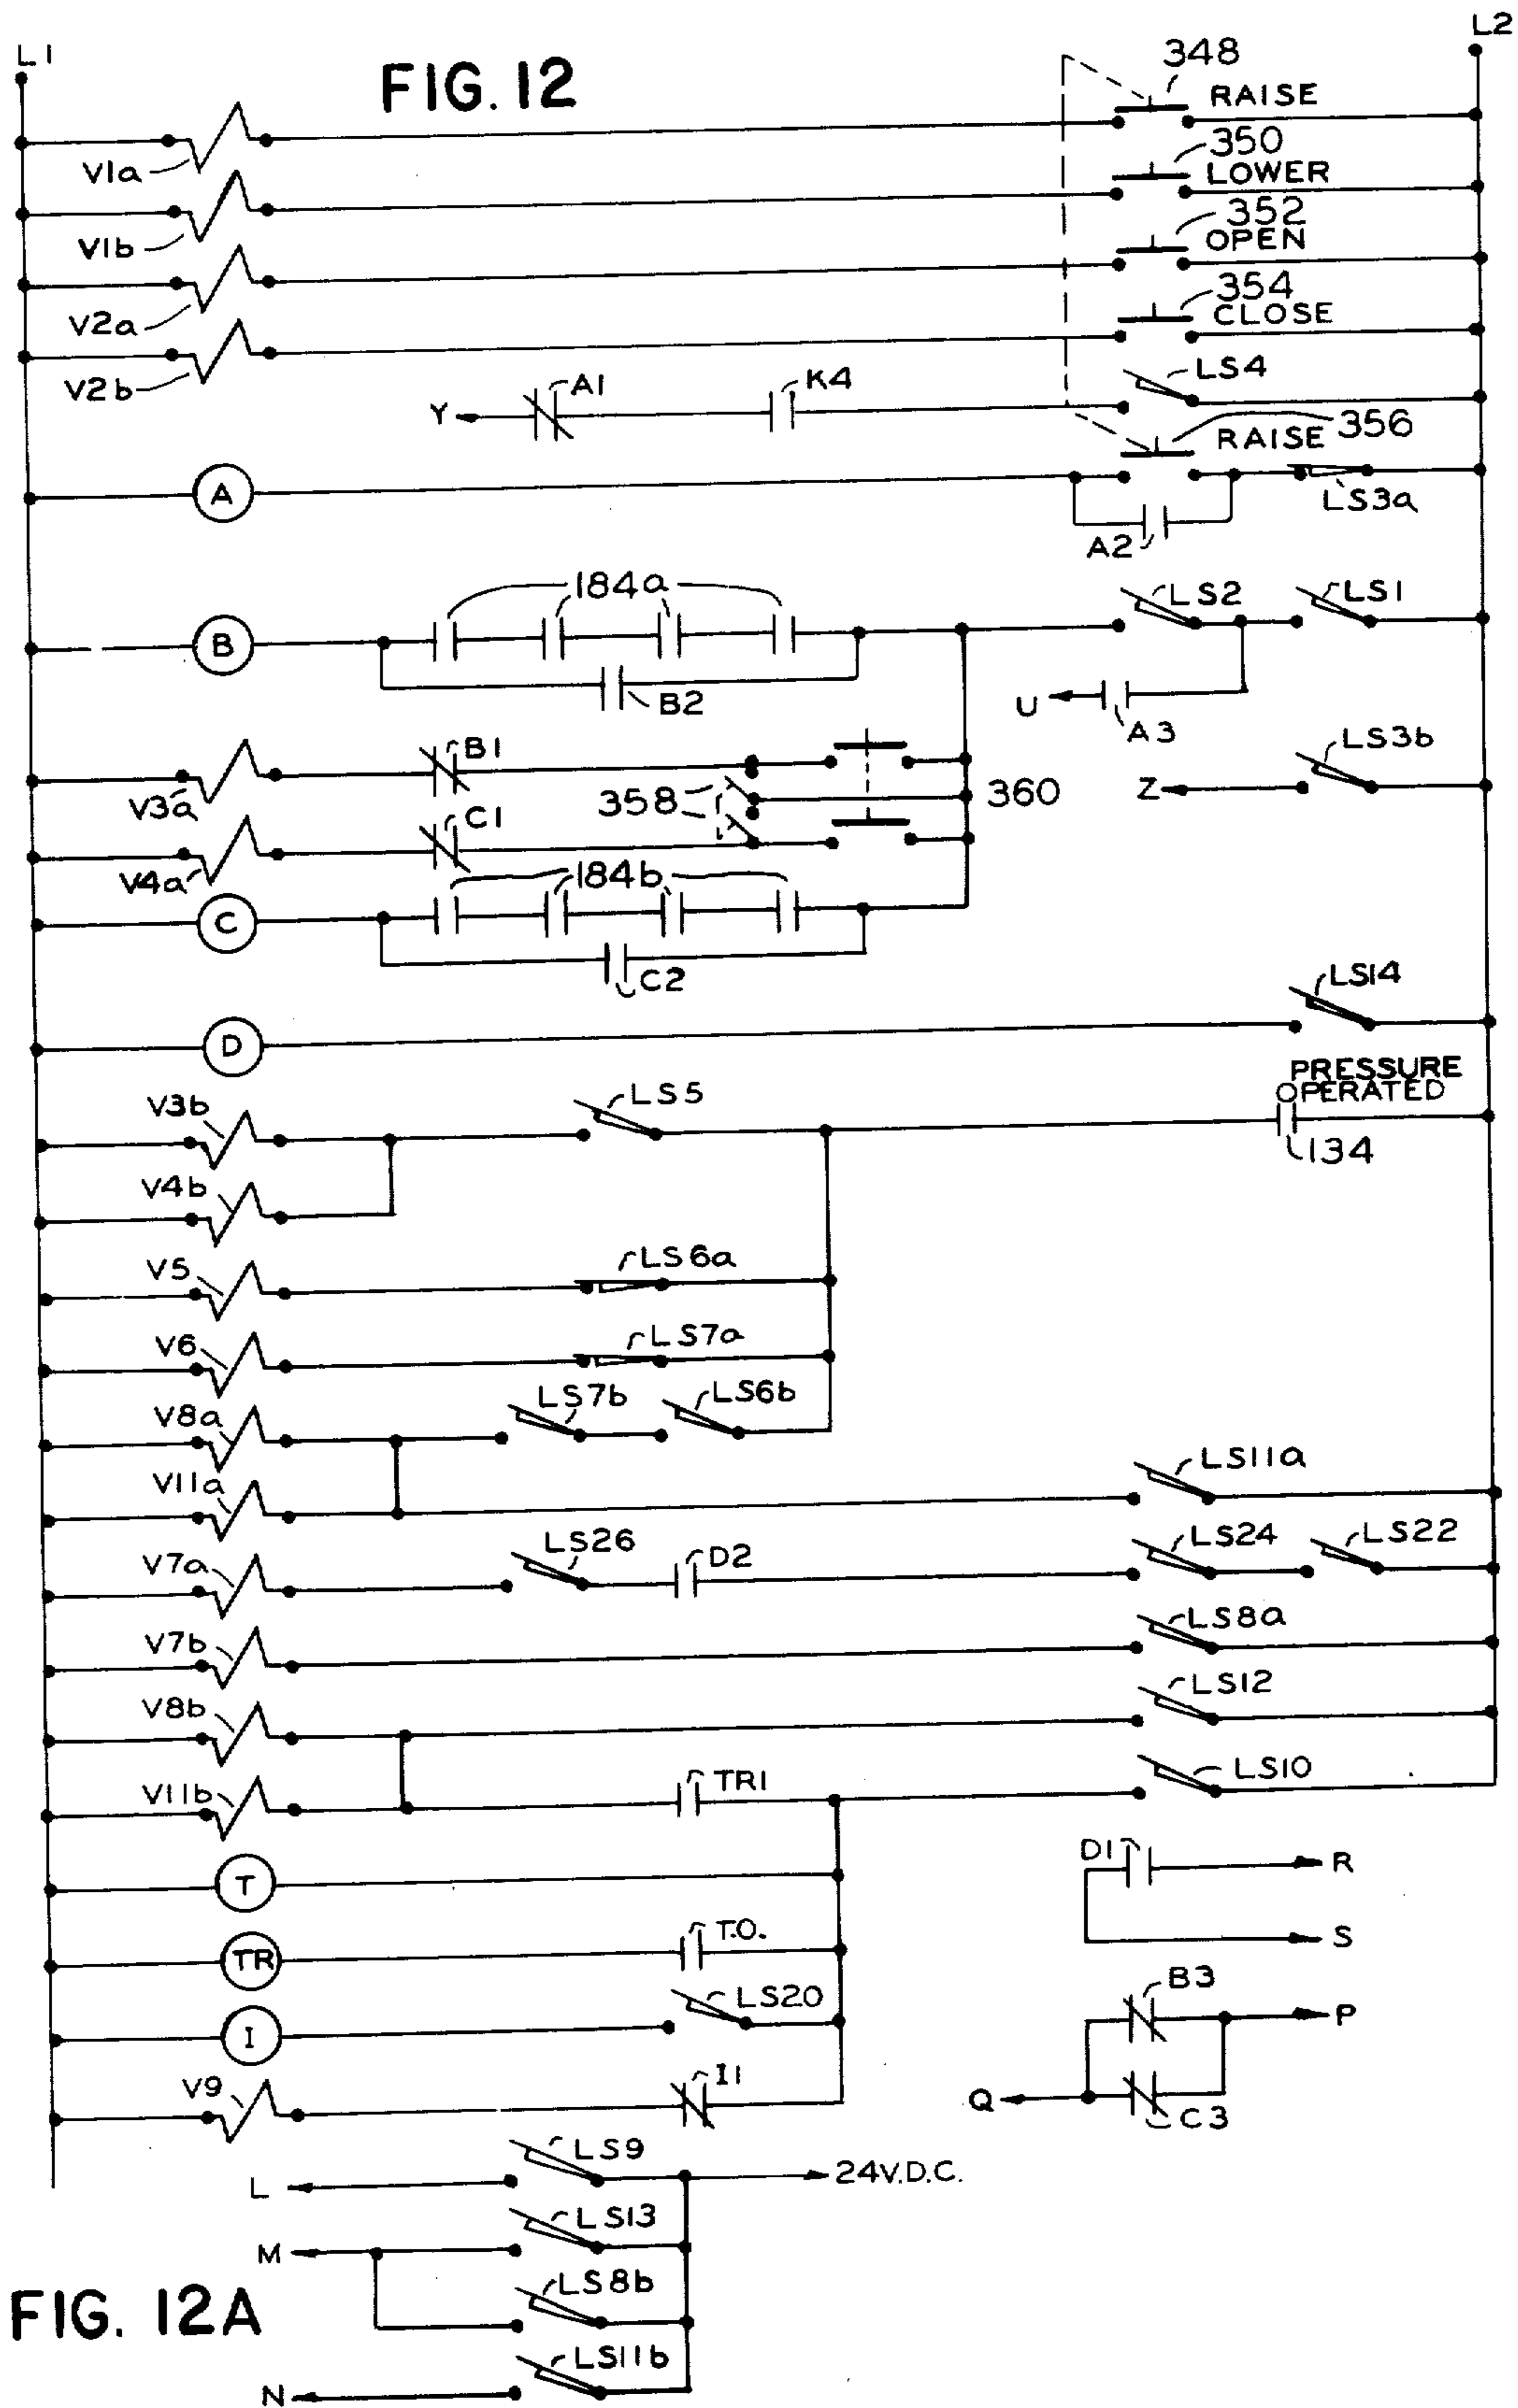 L1
L2
FIG. 12
348
RAISE
V1a
350
LOWER
V1b
352
OPEN
V2a
354
CLOSE
V2b
A1
K4
LS4
Y
RAISE 356
A
LS3a
A2
184a
LS2
LS1
B
B2
U
A3
B1
LS3b
V3a
358
360
Z
C1
V4a
184b
C
C2
LS14
D
PRESSURE
OPERATED
V3b
LS5
134
V4b
V5
LS6a
V6
LS7a
V8a
LS7b
LS6b
V11a
LS11a
V7a
LS26
D2
LS24
LS22
V7b
LS8a
V8b
LS12
V11b
TR1
LS10
D1
R
T
S
TR
T.O.
B3
I
LS20
P
V9
I1
Q
C3
LS9
L
24V.D.C.
LS13
M
LS8b
FIG. 12A
LS11b
N